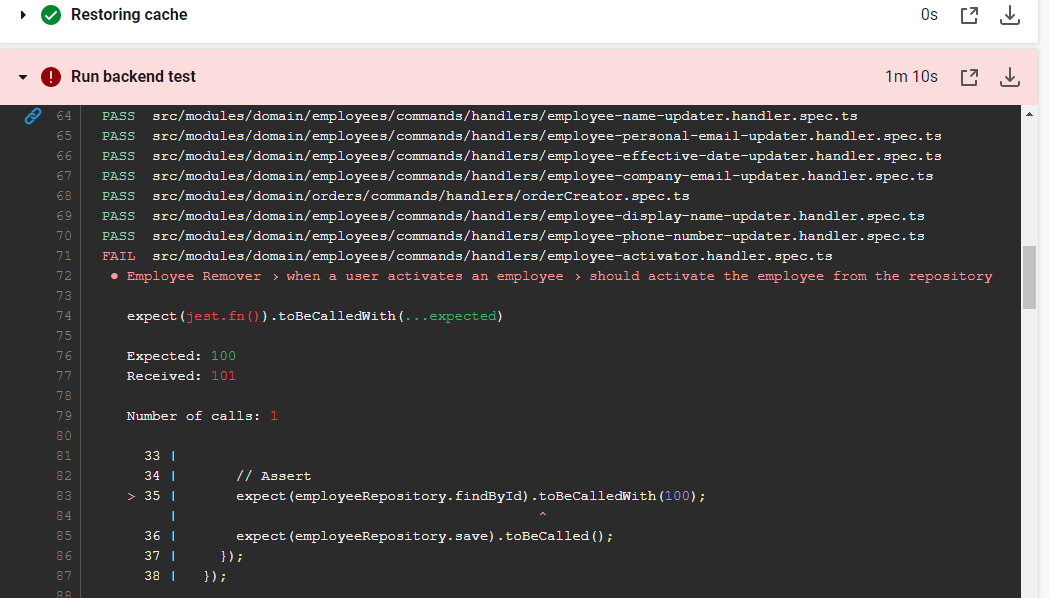 Restoring cache 0s
Run backend test 1m 10s
64 PASS src/modules/domain/employees/commands/handlers/employee-name-updater.handler.spec.ts
65 PASS src/modules/domain/employees/commands/handlers/employee-personal-email-updater.handler.spec.ts
66 PASS src/modules/domain/employees/commands/handlers/employee-effective-date-updater.handler.spec.ts
67 PASS src/modules/domain/employees/commands/handlers/employee-company-email-updater.handler.spec.ts
68 PASS src/modules/domain/orders/commands/handlers/orderCreator.spec.ts
69 PASS src/modules/domain/employees/commands/handlers/employee-display-name-updater.handler.spec.ts
70 PASS src/modules/domain/employees/commands/handlers/employee-phone-number-updater.handler.spec.ts
71 FAIL src/modules/domain/employees/commands/handlers/employee-activator.handler.spec.ts
72 ● Employee Remover › when a user activates an employee › should activate the employee from the repository
73
74 expect(jest.fn()).toBeCalledWith(...expected)
75
76 Expected: 100
77 Received: 101
78
79 Number of calls: 1
80
81 33 |
82 34 | // Assert
83 > 35 | expect(employeeRepository.findById).toBeCalledWith(100);
84 | ^
85 36 | expect(employeeRepository.save).toBeCalled();
86 37 | });
87 38 | });
88